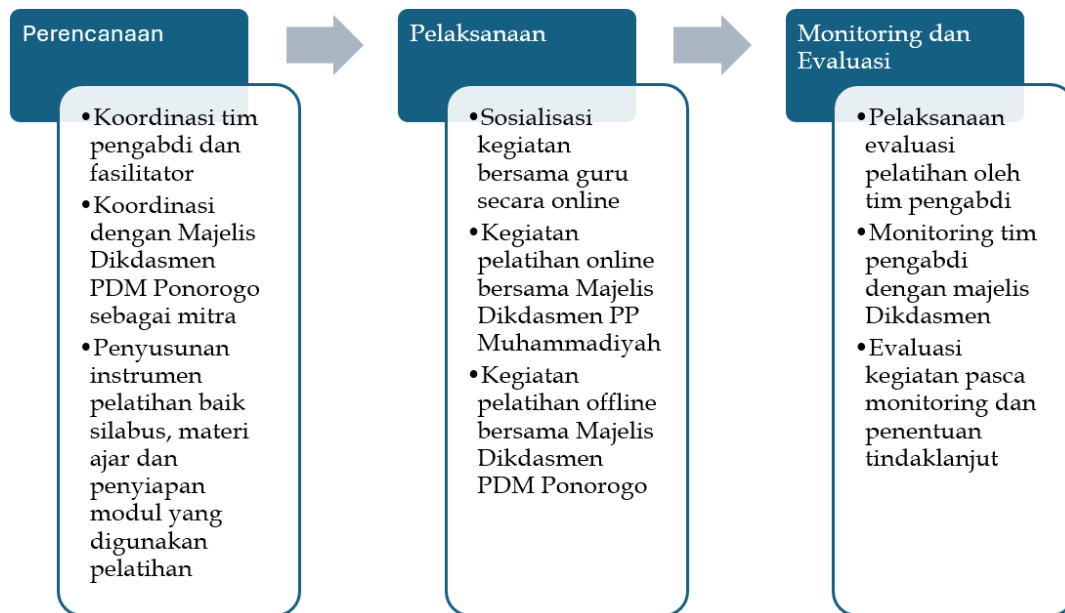 Perencanaan
•Koordinasi tim
pengabdi dan
fasilitator
•Koordinasi
dengan Majelis
Dikdasmen
PDM Ponorogo
sebagai mitra
•Penyusunan
instrumen
pelatihan baik
silabus, materi
ajar dan
penyiapan
modul yang
digunakan
pelatihan
Pelaksanaan
•Sosialisasi
kegiatan
bersama guru
secara online
•Kegiatan
pelatihan online
bersama Majelis
Dikdasmen PP
Muhammadiyah
•Kegiatan
pelatihan offline
bersama Majelis
Dikdasmen
PDM Ponorogo
Monitoring dan
Evaluasi
•Pelaksanaan
evaluasi
pelatihan oleh
tim pengabdi
•Monitoring tim
pengabdi
dengan majelis
Dikdasmen
•Evaluasi
kegiatan pasca
monitoring dan
penentuan
tindaklanjut